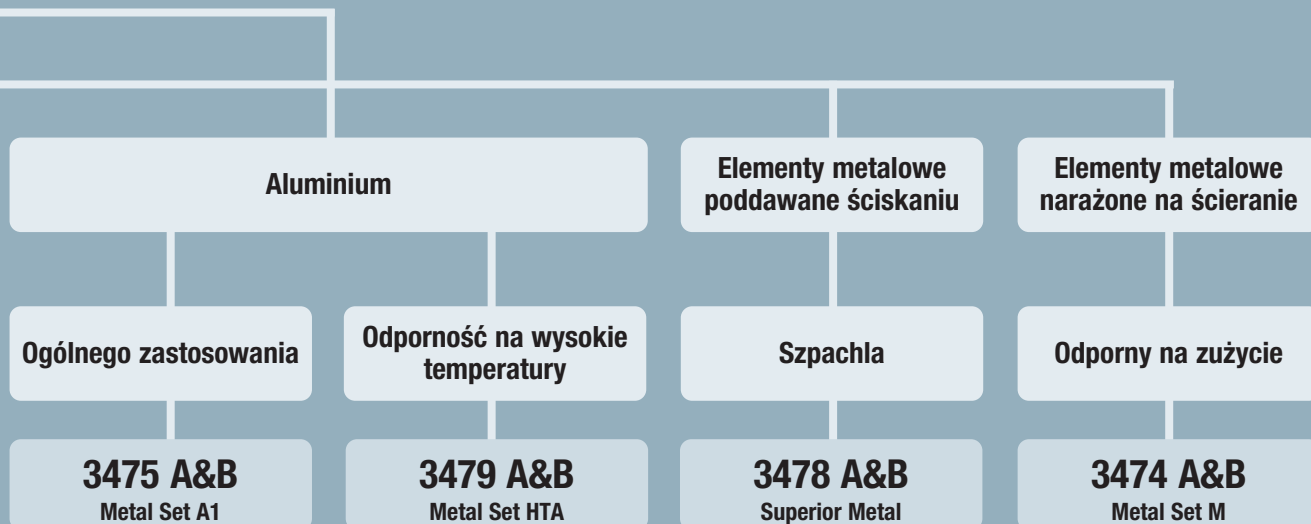 Aluminium
Elementy metalowe
poddawane ściskaniu
Elementy metalowe
narażone na ścieranie
Ogólnego zastosowania
Odporność na wysokie
temperatury
Szpachla
Odporny na zużycie
3475 A&B
Metal Set A1
3479 A&B
Metal Set HTA
3478 A&B
Superior Metal
3474 A&B
Metal Set M